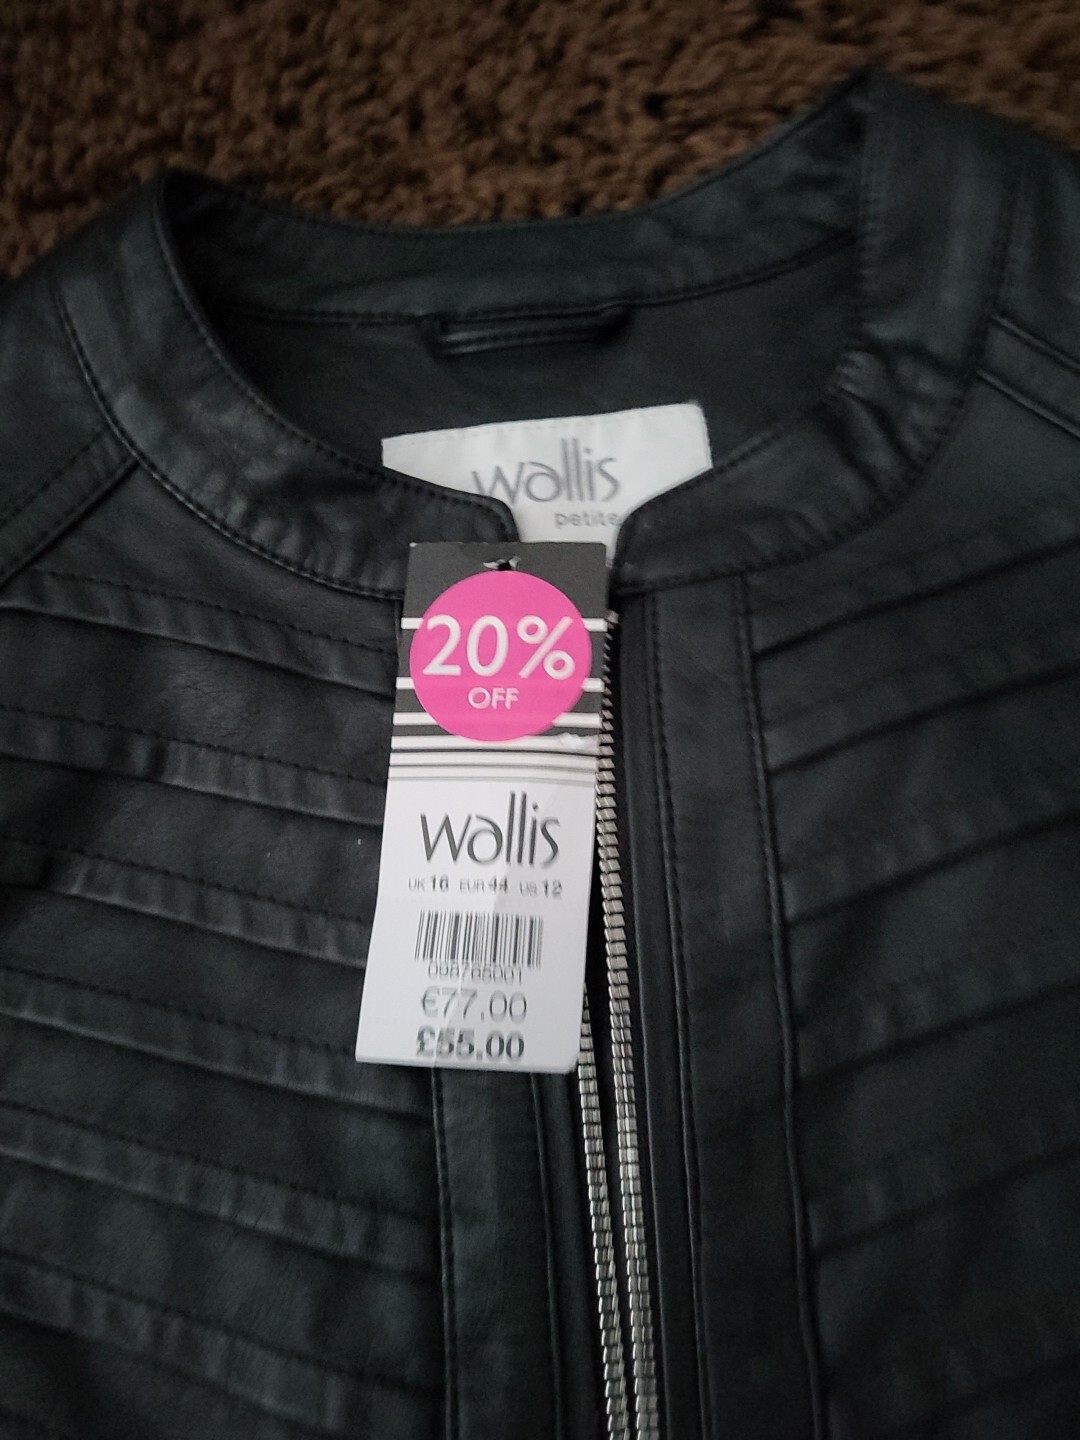 wallis
petite
20%
OFF
wallis
UK 16 EUR 44 US 12
€77.00
£55.00